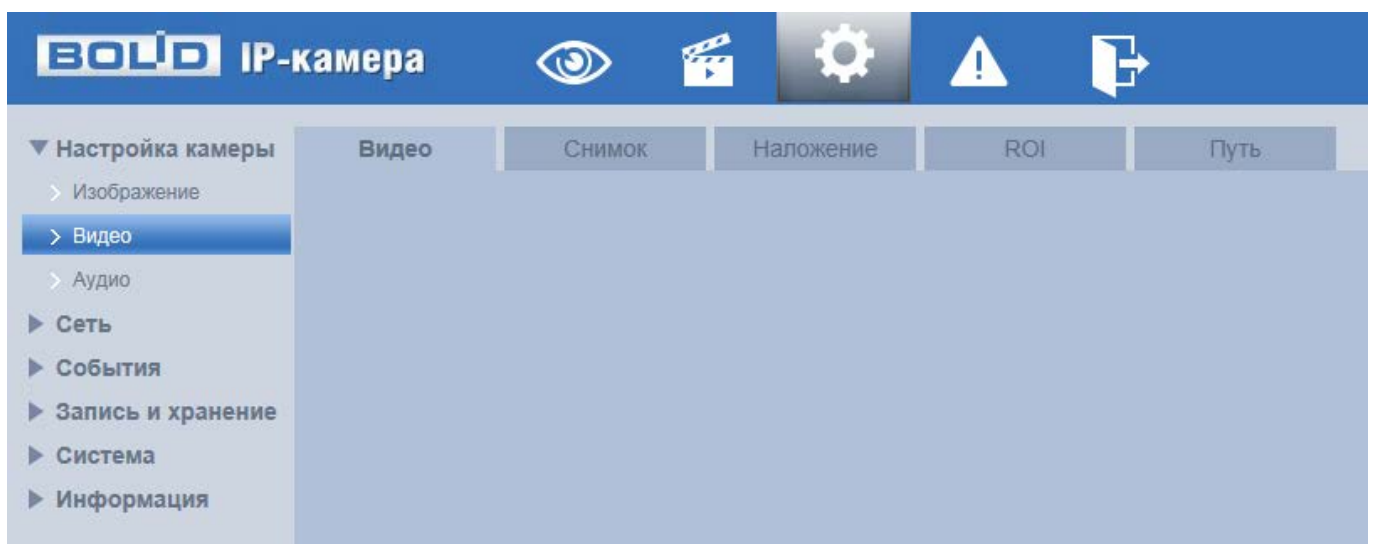 BOLID IP-камера
Настройка камеры
Изображение
Видео
Аудио
Сеть
События
Запись и хранение
Система
Информация
Видео Снимок Наложение ROI Путь